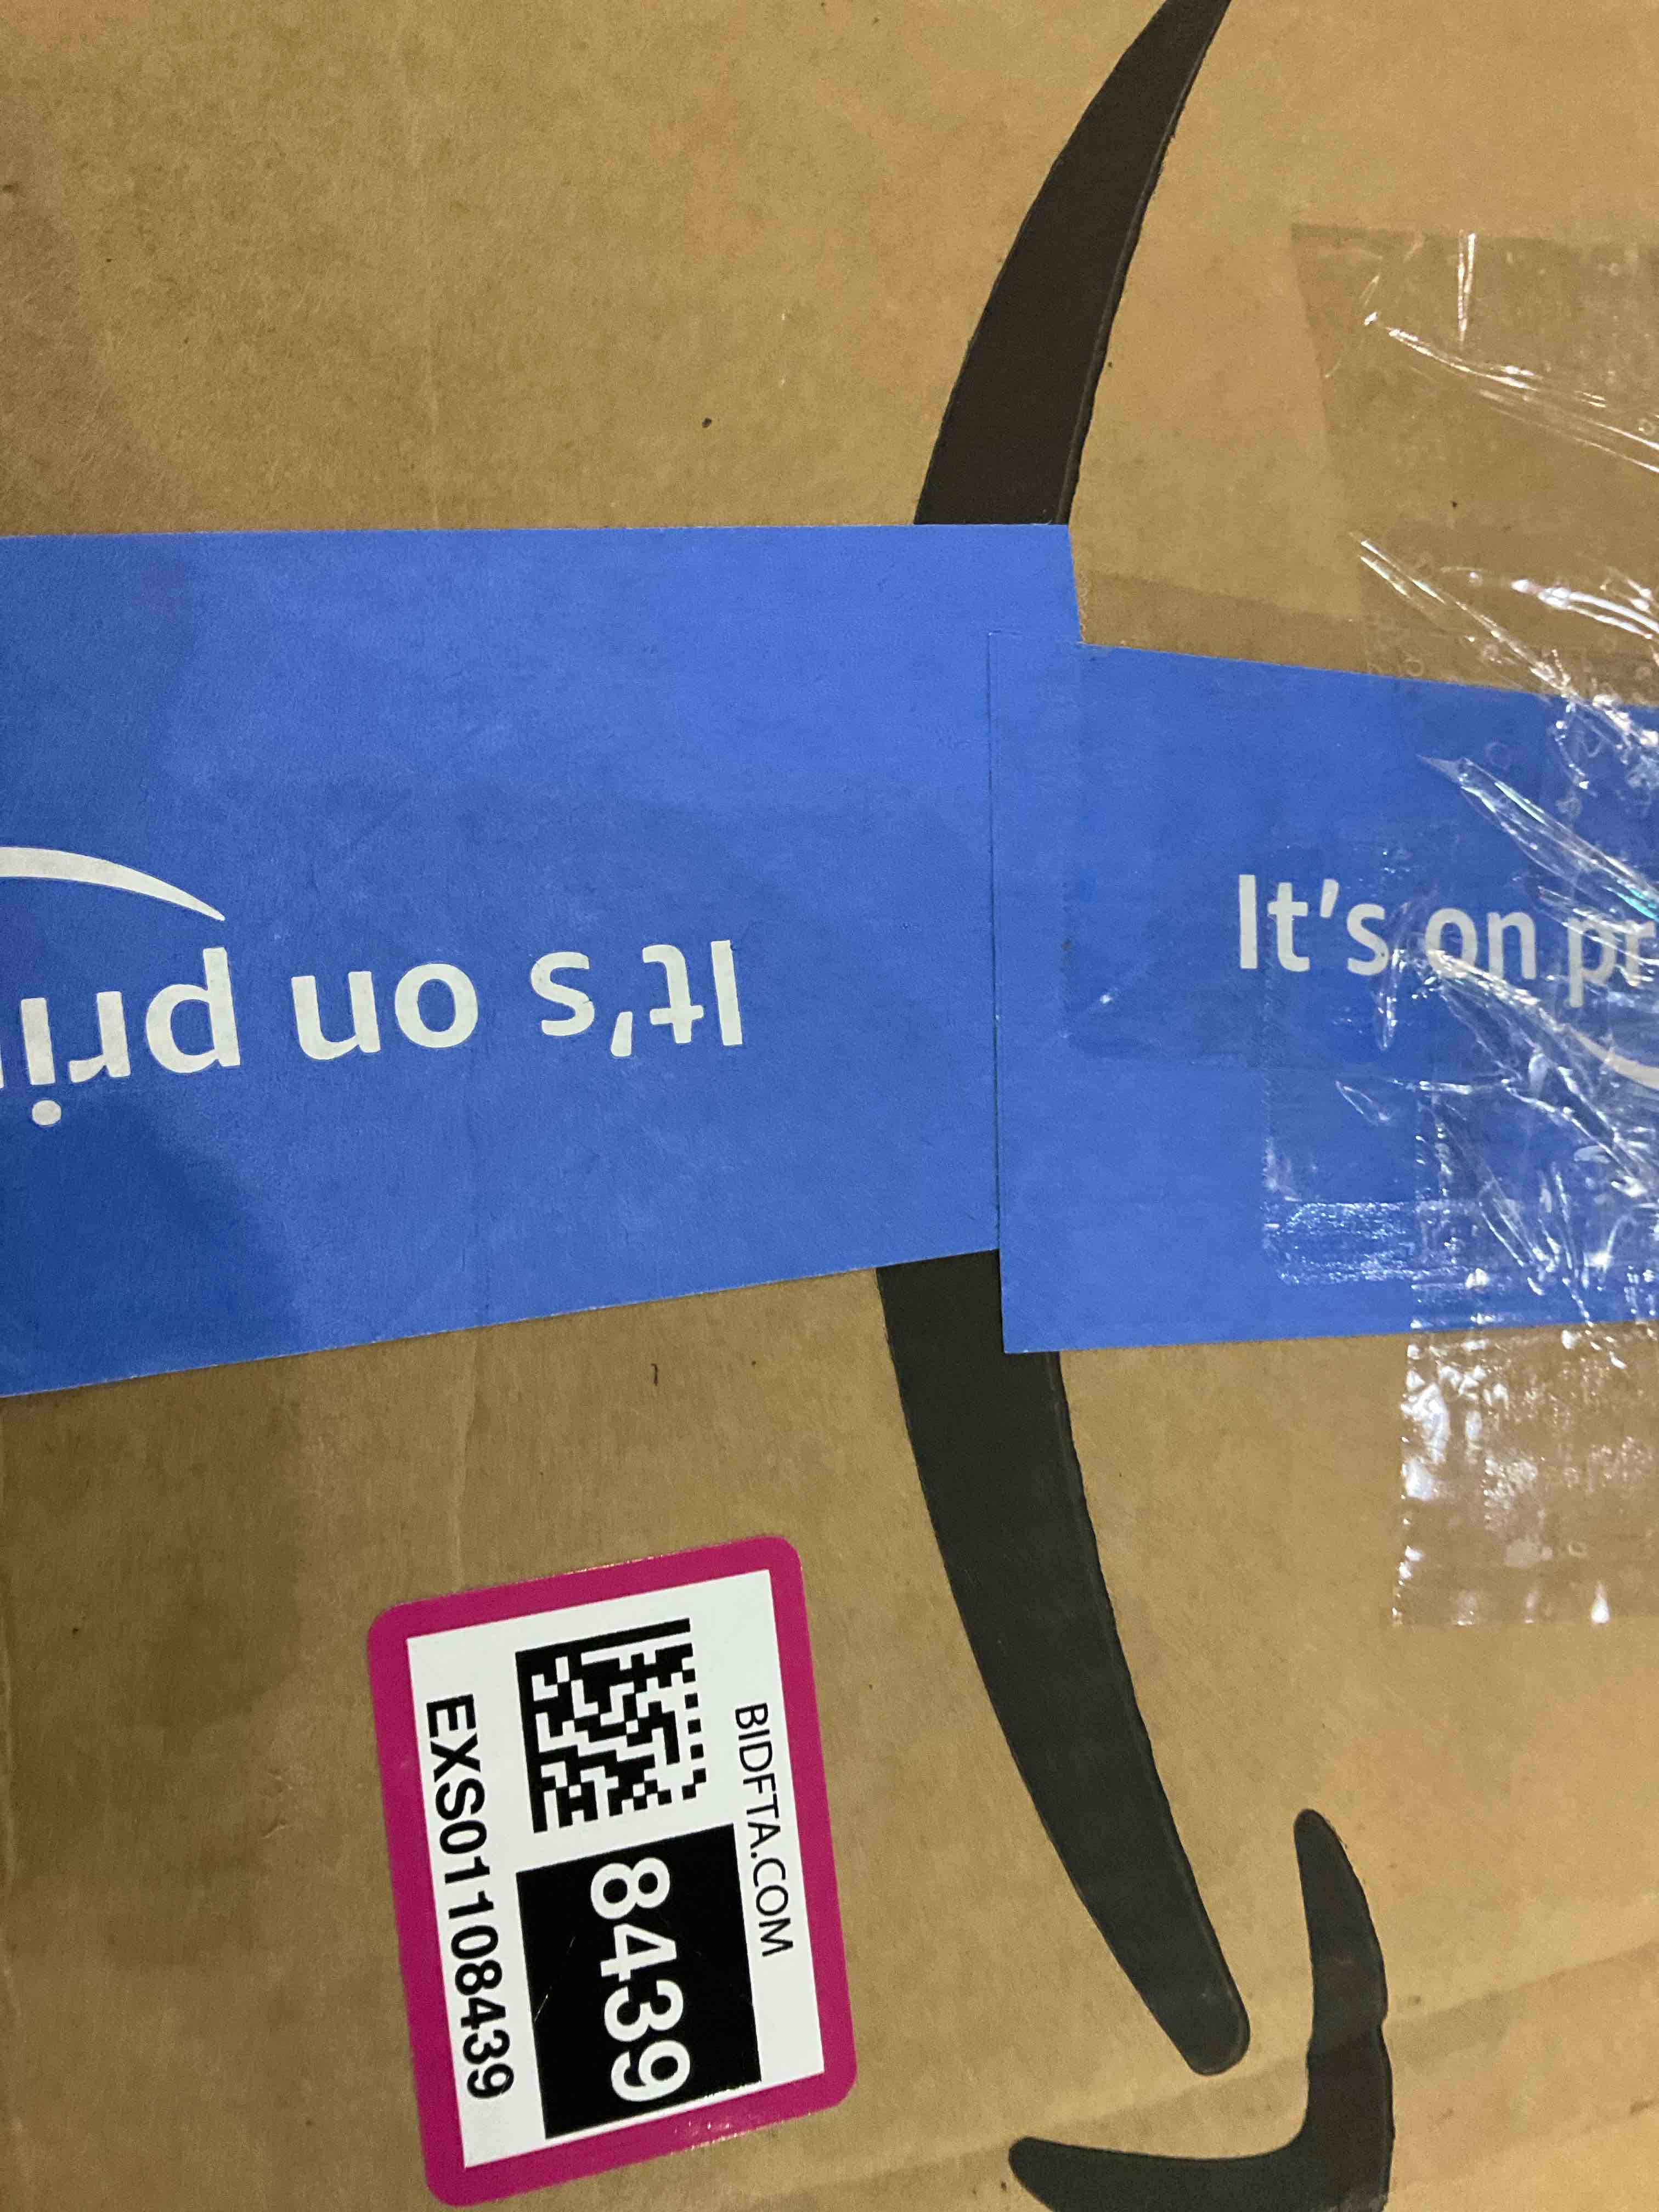 It's on pri
It's on pr
BIDFTA.COM
8439
EXS01108439